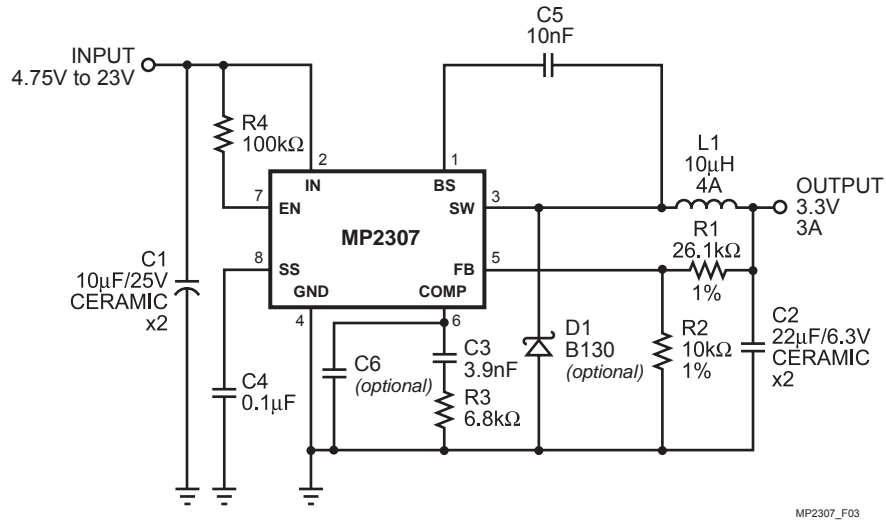 C5
10nF
INPUT
4.75V to 23V
R4
100kΩ
2
IN
1
BS
L1
10µH
4A
7
EN
3
SW
OUTPUT
3.3V
3A
MP2307
R1
26.1kΩ
1%
8
SS
5
FB
C1
10µF/25V
CERAMIC
x2
GND
4
COMP
6
C2
22µF/6.3V
CERAMIC
x2
D1
B130
(optional)
R2
10kΩ
1%
C3
3.9nF
C6
(optional)
C4
0.1µF
R3
6.8kΩ
MP2307_F03